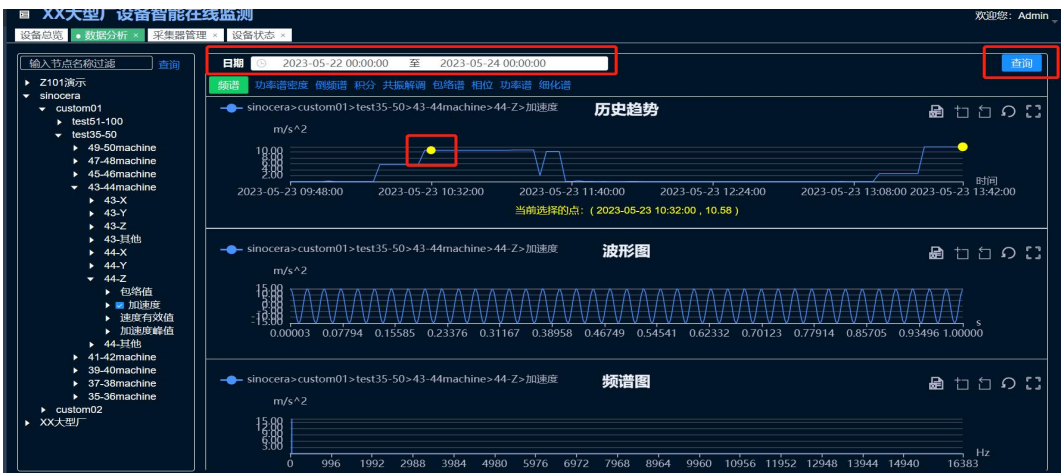 XX大型厂设备智能在线监测
欢迎您：Admin
设备总览 数据分析 × 采集器管理 × 设备状态 ×
输入节点名称过滤 查询
Z101演示
sinocera
custom01
test51-100
test35-50
49-50machine
47-48machine
45-46machine
43-44machine
43-X
43-Y
43-Z
43-其他
44-X
44-Y
44-Z
包络值
加速度
速度有效值
加速度峰值
44-其他
41-42machine
39-40machine
37-38machine
35-36machine
custom02
XX大型厂
日期 2023-05-22 00:00:00 至 2023-05-24 00:00:00 查询
频谱 功率谱密度 倒频谱 积分 共振解调 包络谱 相位 功率谱 细化谱
sinocera>custom01>test35-50>43-44machine>44-Z>加速度 历史趋势
m/s^2
10.00
8.00
2.00
时间
2023-05-23 09:48:00 2023-05-23 10:32:00 2023-05-23 11:40:00 2023-05-23 12:24:00 2023-05-23 13:08:00 2023-05-23 13:42:00
当前选择的点：( 2023-05-23 10:32:00 , 10.58 )
sinocera>custom01>test35-50>43-44machine>44-Z>加速度 波形图
m/s^2
15.00
0.00
-15.00
s
0.00003 0.07794 0.15585 0.23376 0.31167 0.38958 0.46749 0.54541 0.62332 0.70123 0.77914 0.85705 0.93496 1.00000
sinocera>custom01>test35-50>43-44machine>44-Z>加速度 频谱图
m/s^2
15.00
3.00
Hz
0 996 1992 2988 3984 4980 5976 6972 7968 8964 9960 10956 11952 12948 13944 14940 16383